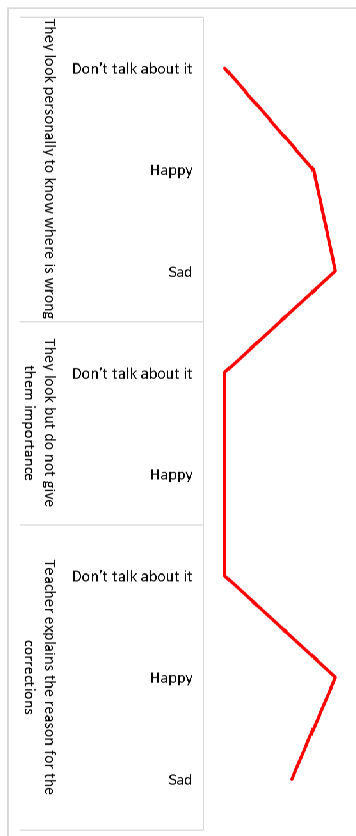 They look personally to know where is wrong
Don't talk about it
Happy
Sad
They look but do not give
them importance
Don't talk about it
Happy
Teacher explains the reason for the
corrections
Don't talk about it
Happy
Sad